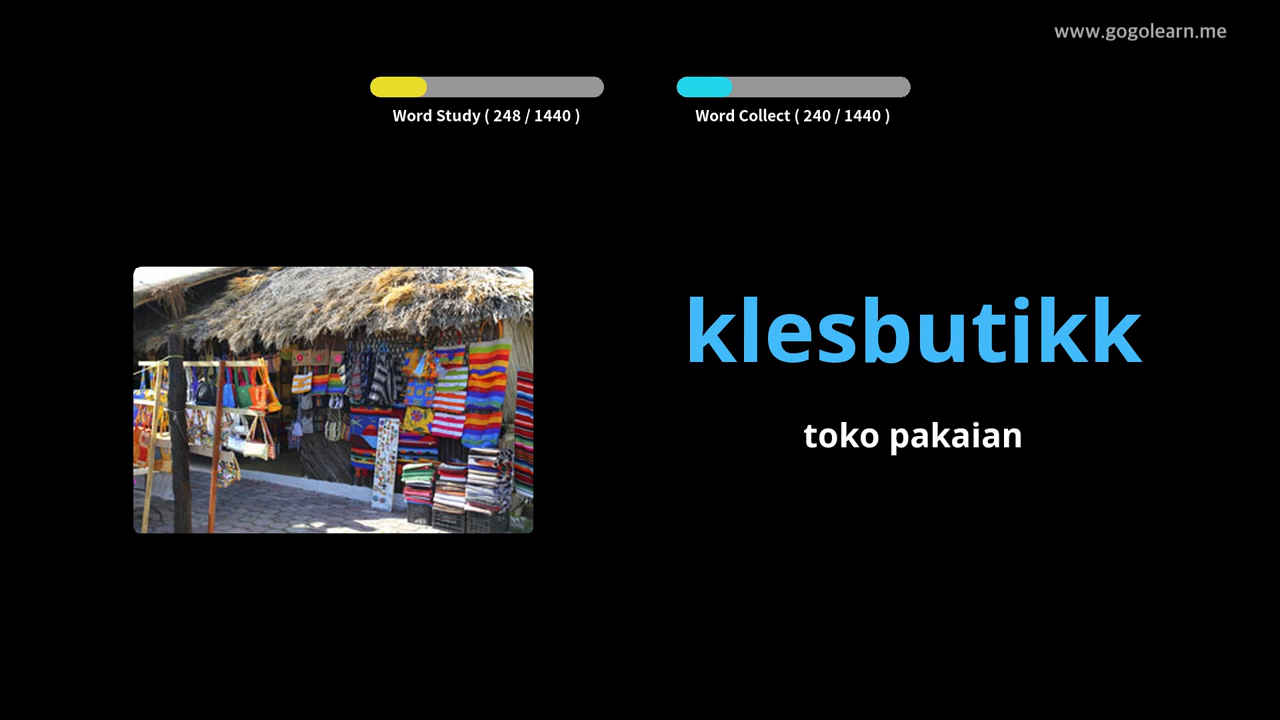 www.gogolearn.me
Word Study ( 248 / 1440 )
Word Collect ( 240 / 1440 )
klesbutikk
toko pakaian